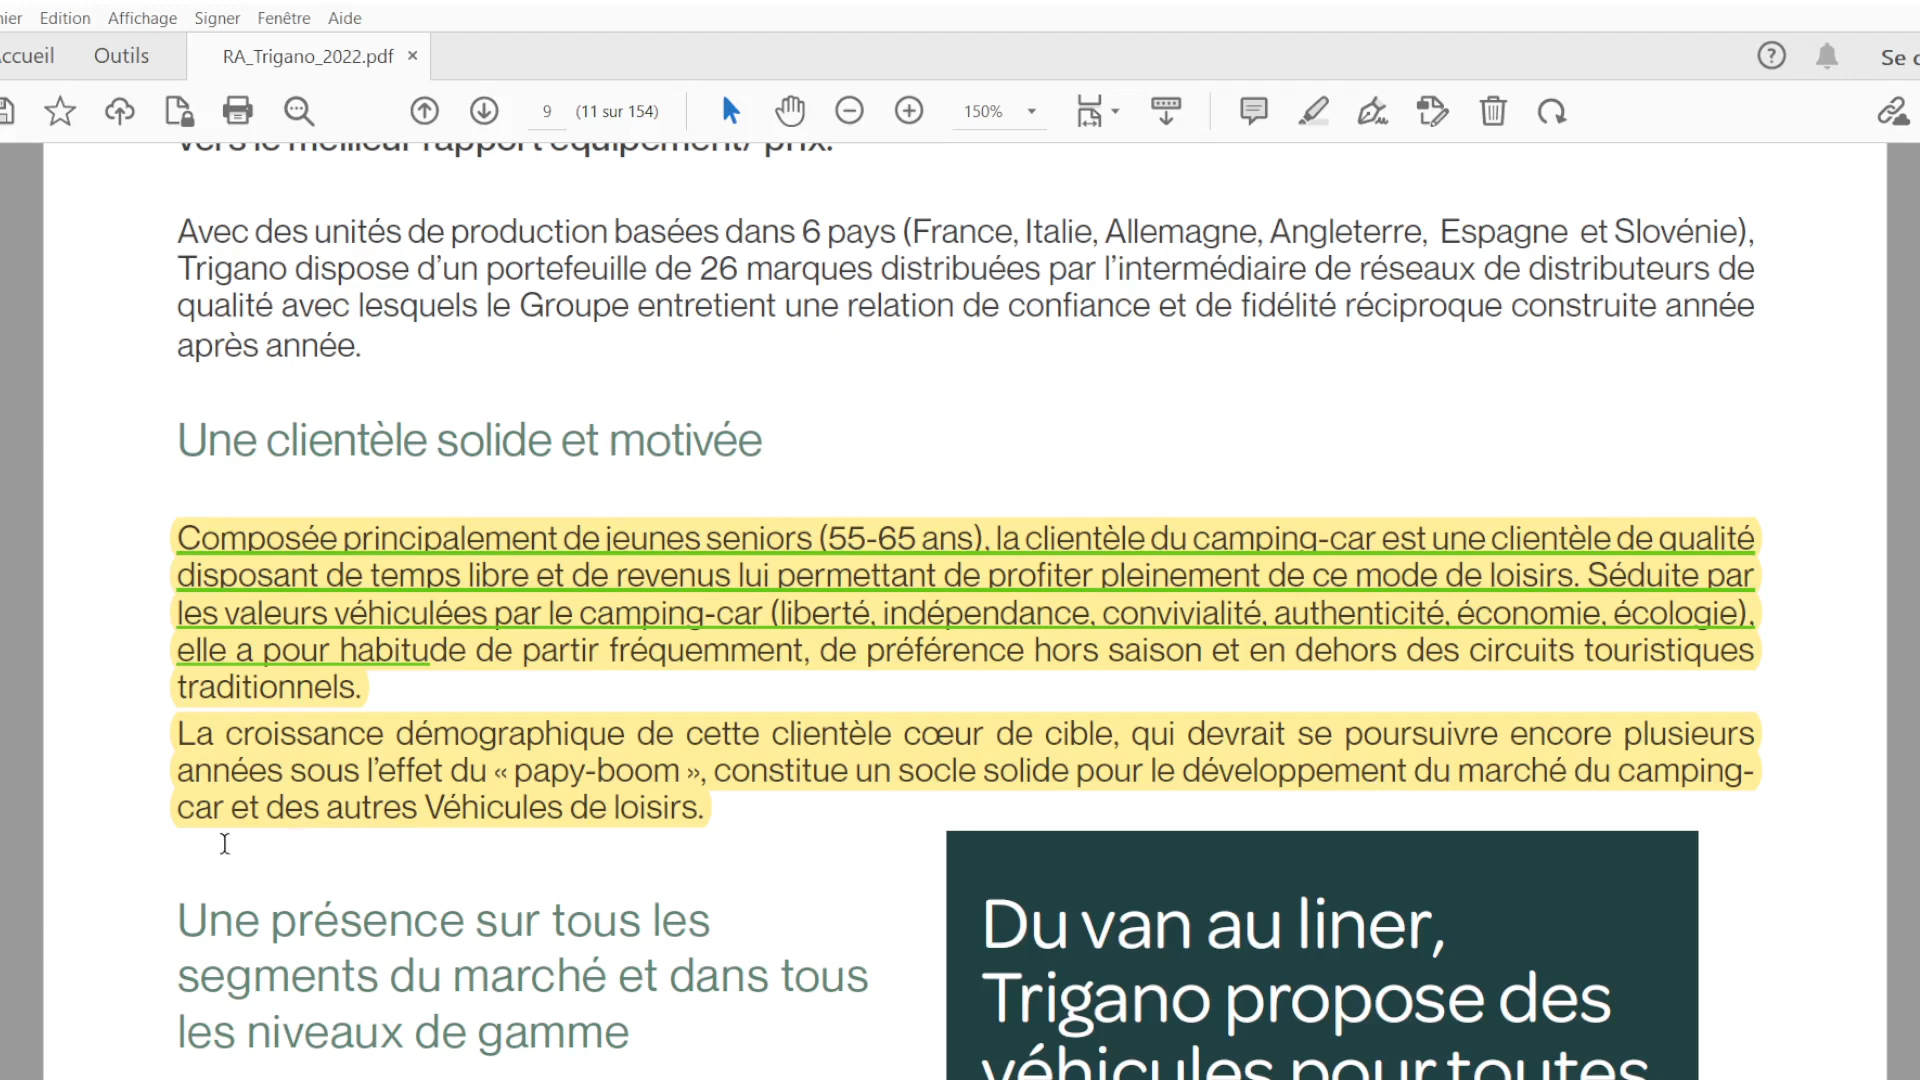 Edition Affichage Signer Fenêtre Aide
Outils RA_Trigano_2022.pdf ×
9 (11 sur 154) 150%
vers le meilleur rapport équipement/ prix.
Avec des unités de production basées dans 6 pays (France, Italie, Allemagne, Angleterre, Espagne et Slovénie),
Trigano dispose d’un portefeuille de 26 marques distribuées par l’intermédiaire de réseaux de distributeurs de
qualité avec lesquels le Groupe entretient une relation de confiance et de fidélité réciproque construite année
après année.
Une clientèle solide et motivée
Composée principalement de jeunes seniors (55-65 ans), la clientèle du camping-car est une clientèle de qualité
disposant de temps libre et de revenus lui permettant de profiter pleinement de ce mode de loisirs. Séduite par
les valeurs véhiculées par le camping-car (liberté, indépendance, convivialité, authenticité, économie, écologie),
elle a pour habitude de partir fréquemment, de préférence hors saison et en dehors des circuits touristiques
traditionnels.
La croissance démographique de cette clientèle cœur de cible, qui devrait se poursuivre encore plusieurs
années sous l’effet du « papy-boom », constitue un socle solide pour le développement du marché du camping-
car et des autres Véhicules de loisirs.
Une présence sur tous les
segments du marché et dans tous
les niveaux de gamme
Du van au liner,
Trigano propose des
véhicules pour toutes